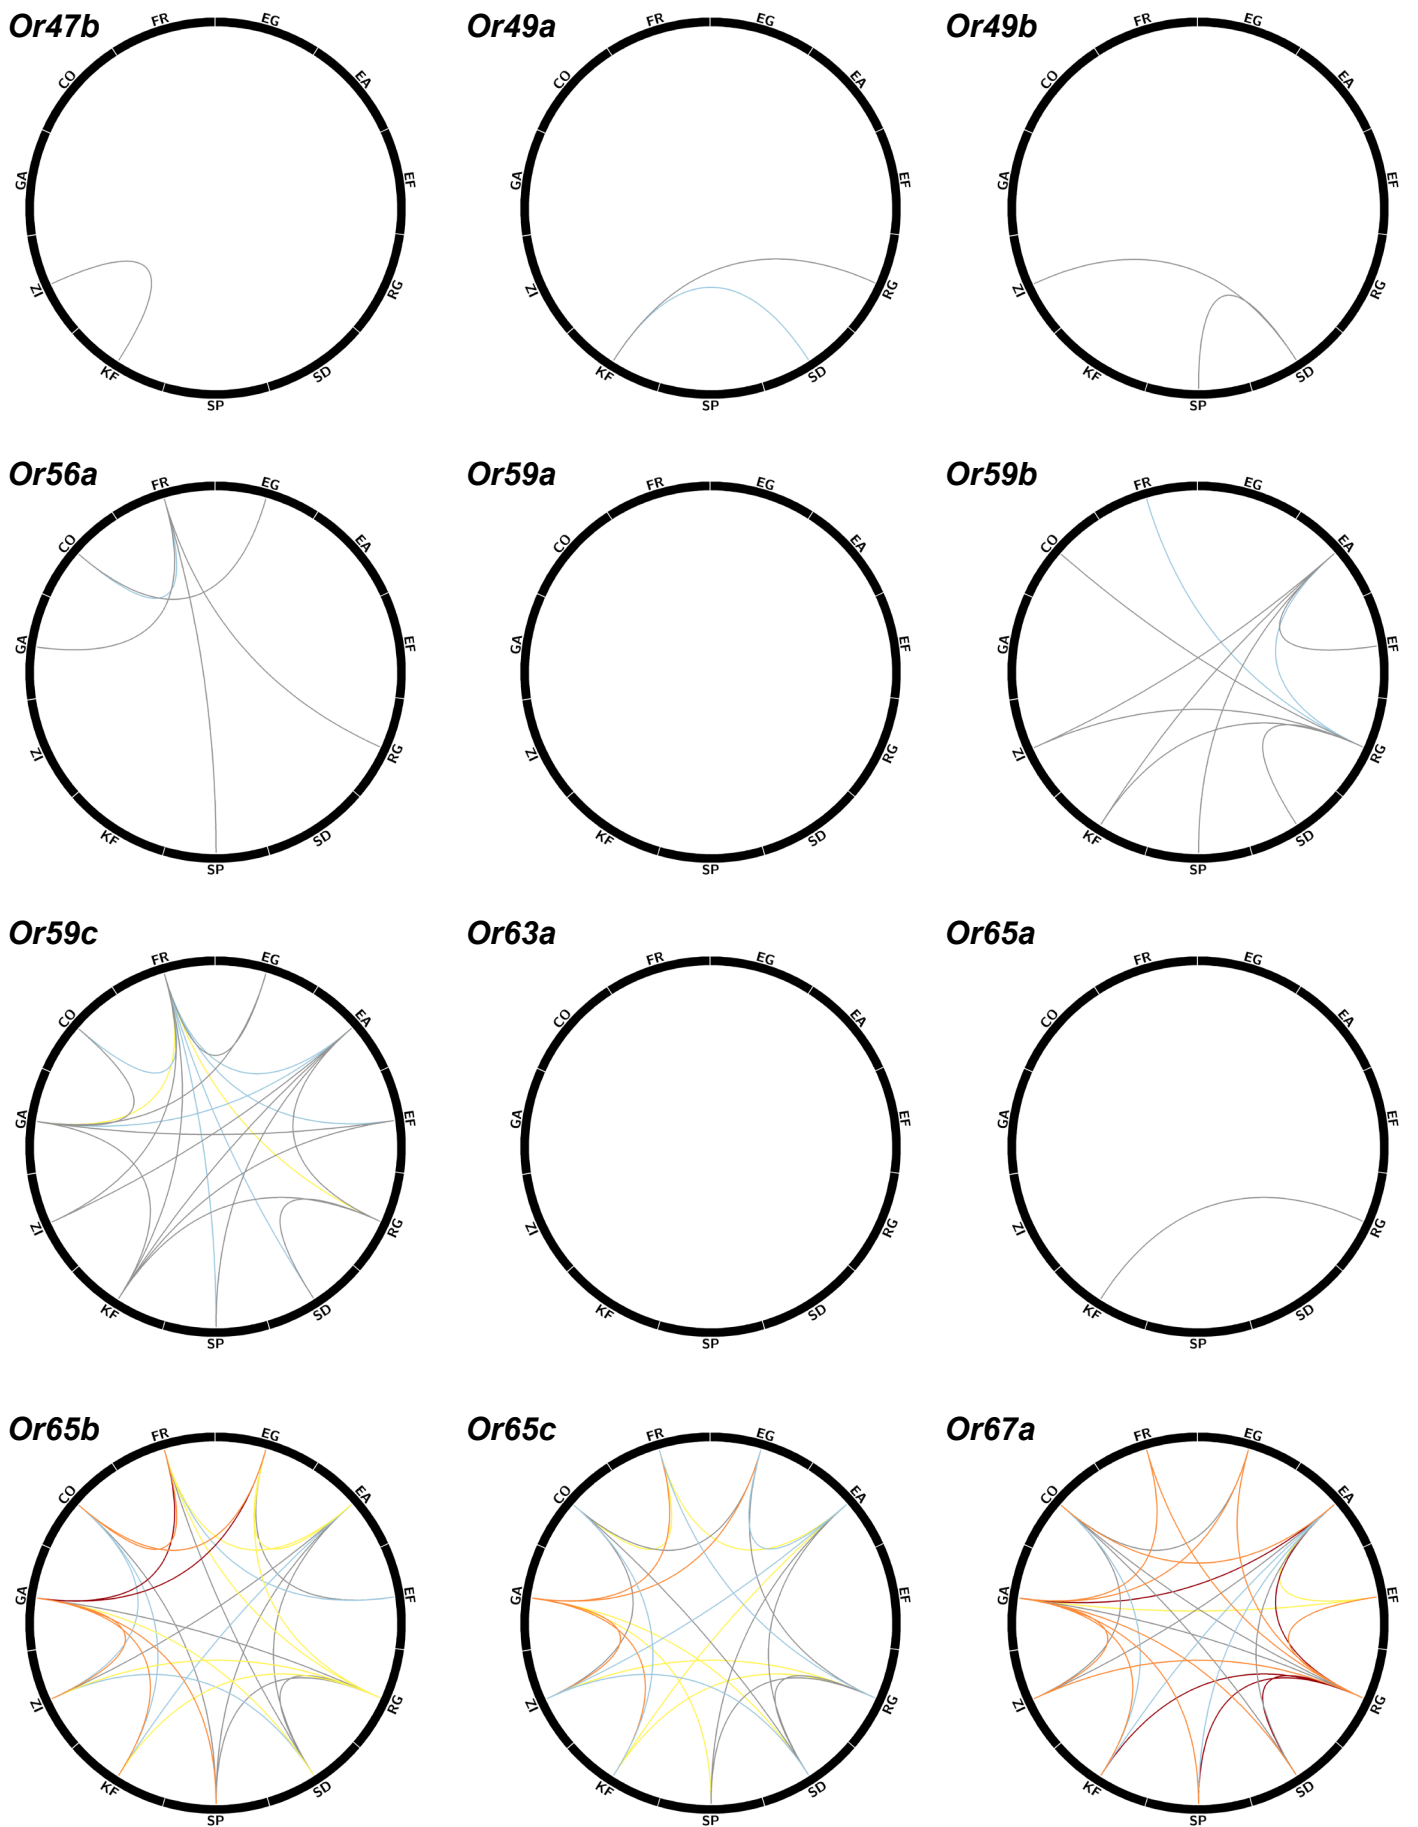 Or47b
FR EG EA EF RG SD SP KF ZI GA CO
Or49a
FR EG EA EF RG SD SP KF ZI GA CO
Or49b
FR EG EA EF RG SD SP KF ZI GA CO
Or56a
FR EG EA EF RG SD SP KF ZI GA CO
Or59a
FR EG EA EF RG SD SP KF ZI GA CO
Or59b
FR EG EA EF RG SD SP KF ZI GA CO
Or59c
FR EG EA EF RG SD SP KF ZI GA CO
Or63a
FR EG EA EF RG SD SP KF ZI GA CO
Or65a
FR EG EA EF RG SD SP KF ZI GA CO
Or65b
FR EG EA EF RG SD SP KF ZI GA CO
Or65c
FR EG EA EF RG SD SP KF ZI GA CO
Or67a
FR EG EA EF RG SD SP KF ZI GA CO